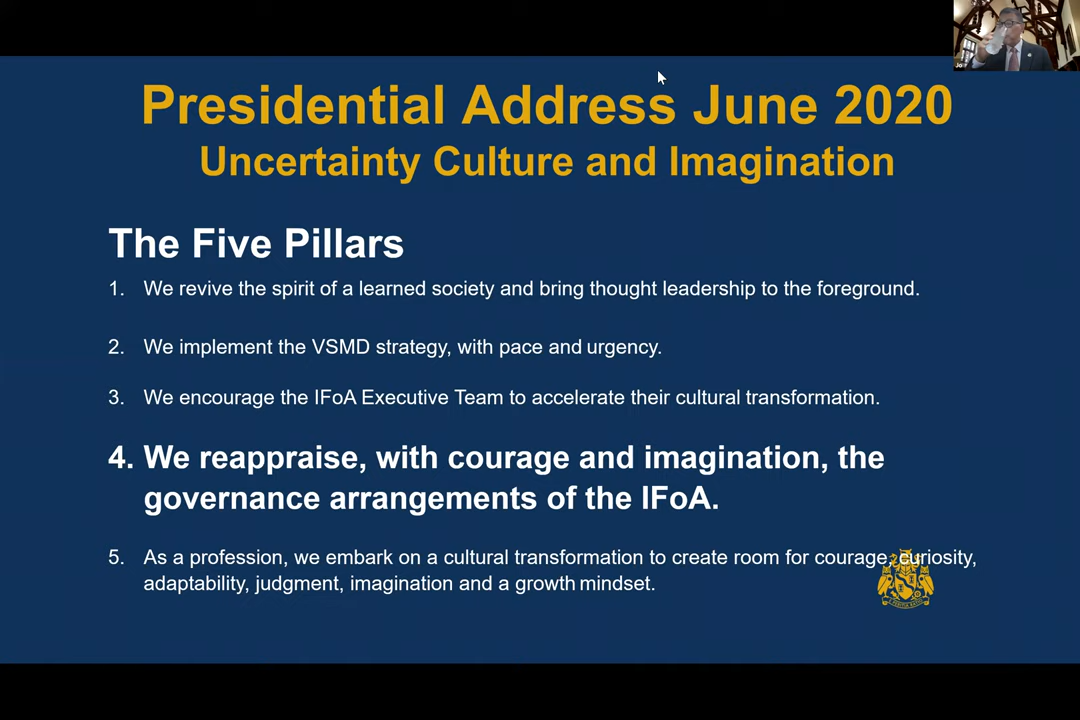 Presidential Address June 2020
Uncertainty Culture and Imagination
The Five Pillars
1. We revive the spirit of a learned society and bring thought leadership to the foreground.
2. We implement the VSMD strategy, with pace and urgency.
3. We encourage the IFoA Executive Team to accelerate their cultural transformation.
4. We reappraise, with courage and imagination, the
governance arrangements of the IFoA.
5. As a profession, we embark on a cultural transformation to create room for courage, curiosity,
adaptability, judgment, imagination and a growth mindset.